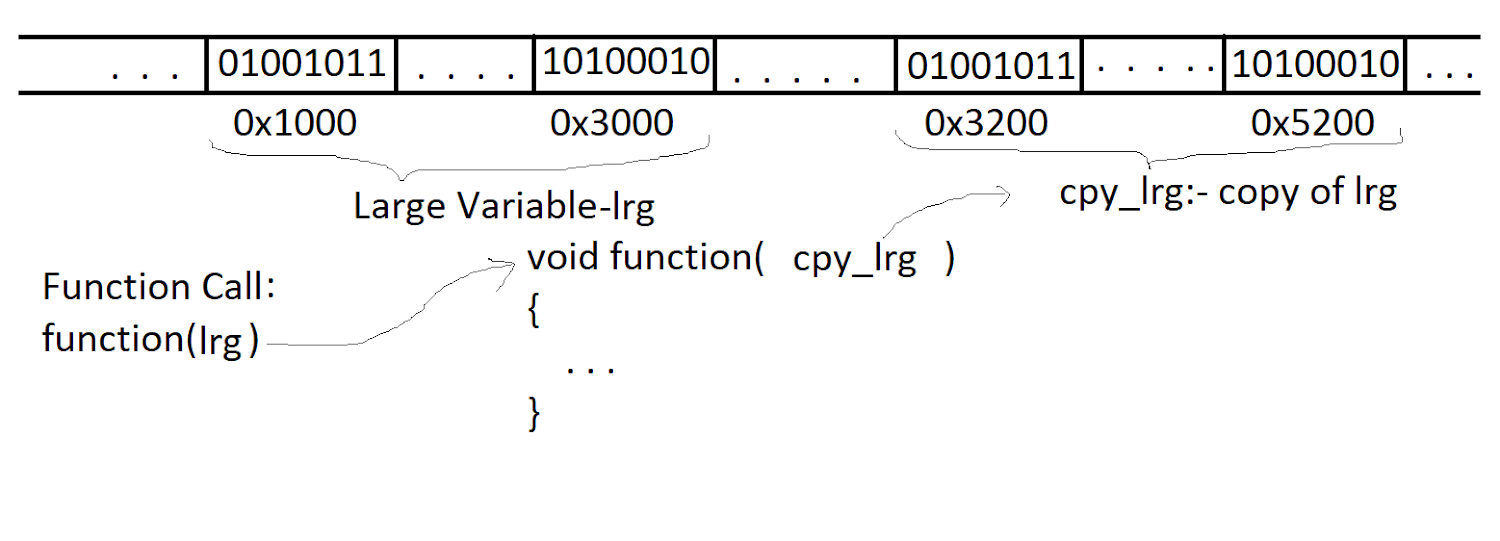 . . . 01001011 . . . . 10100010 . . . . . 01001011 . . . . . 10100010 . . .
0x1000 0x3000 0x3200 0x5200
Large Variable-lrg cpy_lrg:- copy of lrg
void function( cpy_lrg )
Function Call:
{
function(lrg)
. . .
}